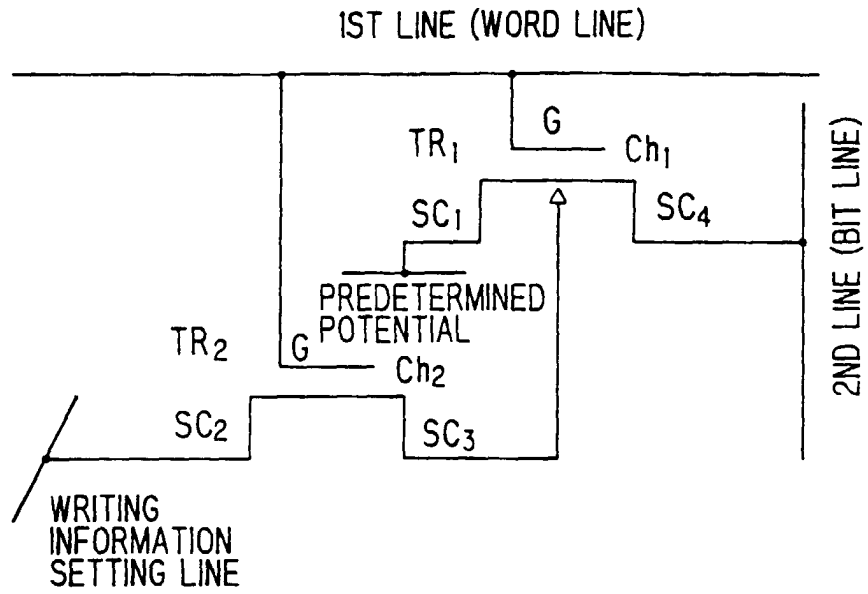 1ST LINE (WORD LINE)
G
TR1
Ch1
SC1
SC4
2ND LINE (BIT LINE)
PREDETERMINED
POTENTIAL
TR2
G
Ch2
SC2
SC3
WRITING
INFORMATION
SETTING LINE